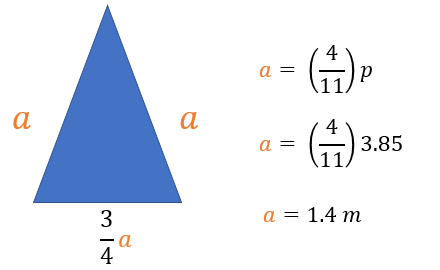 a
a
3/4 a
a = (4/11) p
a = (4/11) 3.85
a = 1.4 m